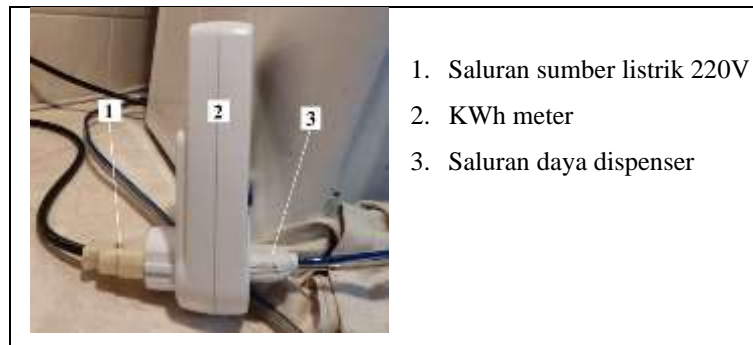 1
2
3
1. Saluran sumber listrik 220V
2. KWh meter
3. Saluran daya dispenser